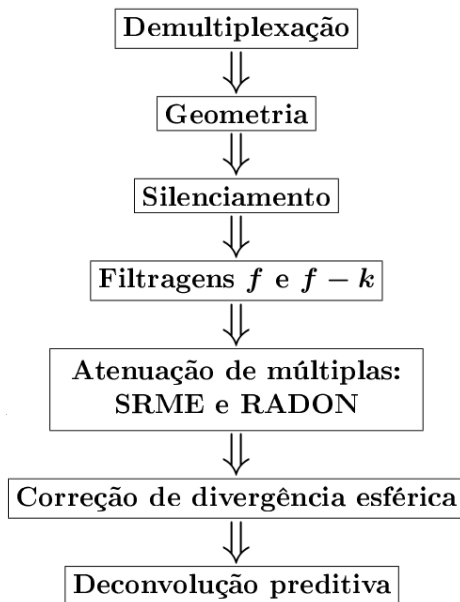 Demultiplexação
Geometria
Silenciamento
Filtragens f e f − k
Atenuação de múltiplas:
SRME e RADON
Correção de divergência esférica
Deconvolução preditiva